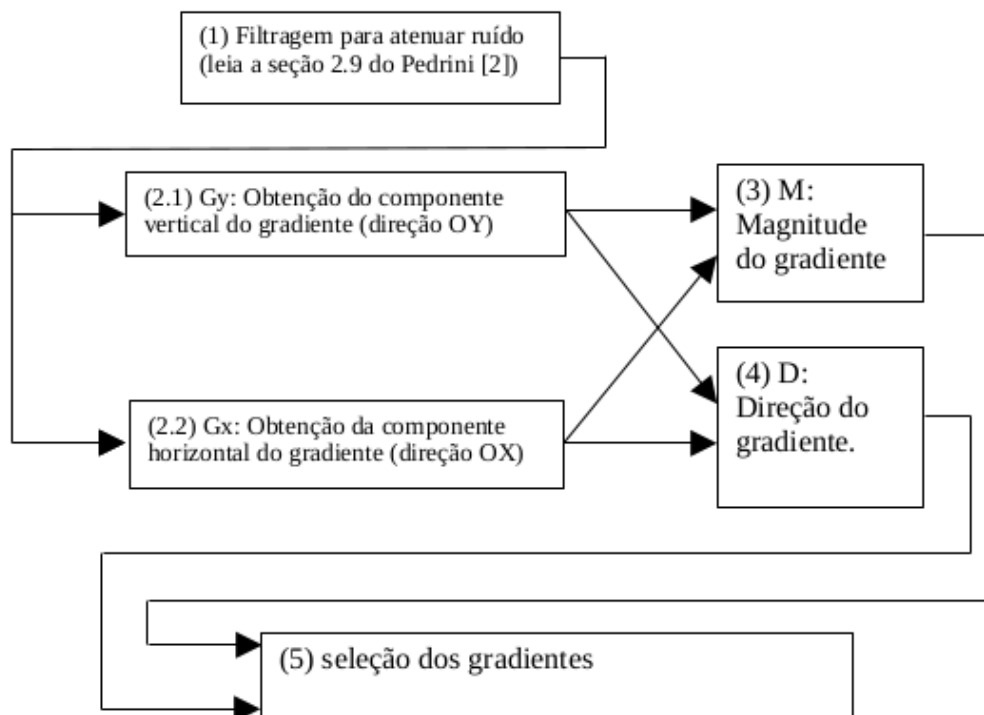 (1) Filtragem para atenuar ruído
(leia a seção 2.9 do Pedrini [2])
(2.1) Gy: Obtenção do componente
vertical do gradiente (direção OY)
(3) M:
Magnitude
do gradiente
(2.2) Gx: Obtenção da componente
horizontal do gradiente (direção OX)
(4) D:
Direção do
gradiente.
(5) seleção dos gradientes